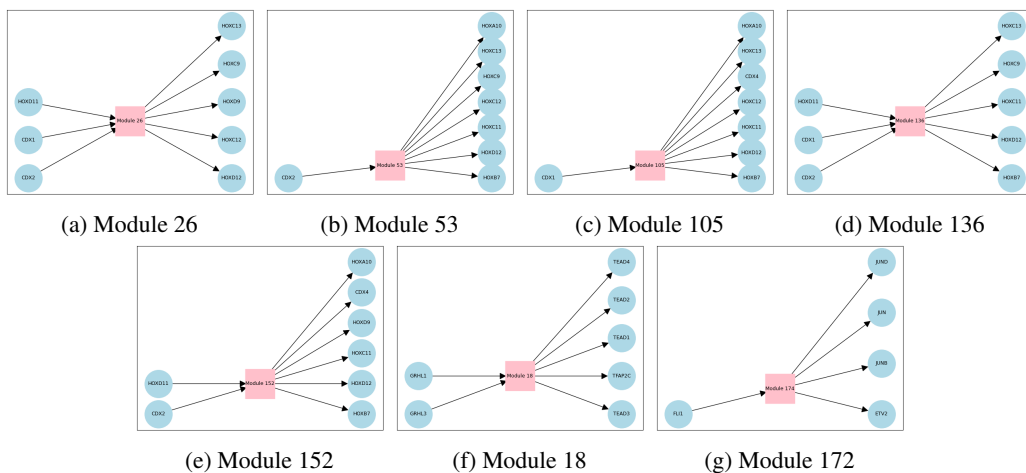 HOXD11
CDX1
CDX2
Module 26
HOXC13
HOXC9
HOXD9
HOXC12
HOXD12
(a) Module 26
CDX2
Module 53
HOXA10
HOXC13
HOXC9
HOXC12
HOXC11
HOXD12
HOXB7
(b) Module 53
CDX1
Module 105
HOXA10
HOXC13
CDX4
HOXC12
HOXC11
HOXD12
HOXB7
(c) Module 105
HOXD11
CDX1
CDX2
Module 136
HOXC13
HOXC9
HOXC11
HOXD12
HOXB7
(d) Module 136
HOXD11
CDX2
Module 152
HOXA10
CDX4
HOXD9
HOXC11
HOXD12
HOXB7
(e) Module 152
GRHL1
GRHL3
Module 18
TEAD4
TEAD2
TEAD1
TFAP2C
TEAD3
(f) Module 18
FLI1
Module 174
JUND
JUN
JUNB
ETV2
(g) Module 172